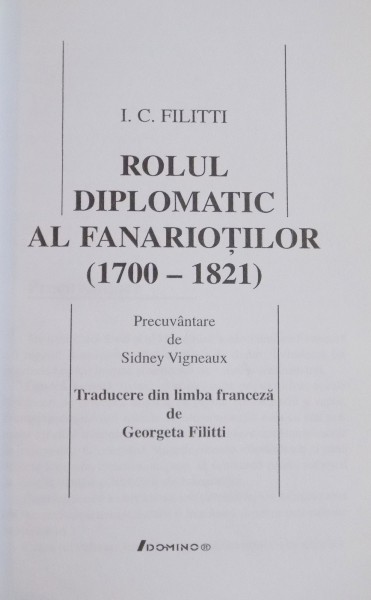 I. C. FILITTI
ROLUL
DIPLOMATIC
AL FANARIOȚILOR
(1700 – 1821)
Precuvântare
de
Sidney Vigneaux
Traducere din limba franceză
de
Georgeta Filitti
DOMINO®